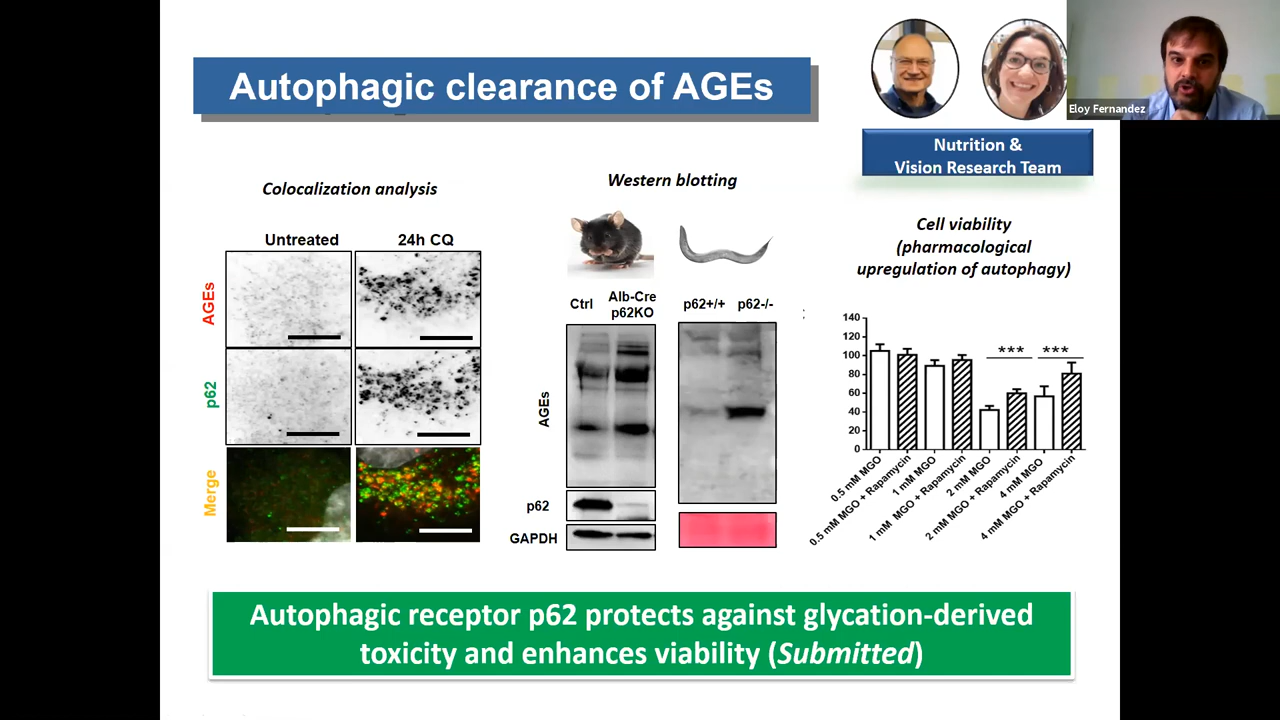 Autophagic clearance of AGEs
Eloy Fernandez
Nutrition &
Vision Research Team
Colocalization analysis
Untreated
24h CQ
AGEs
p62
Merge
Western blotting
Ctrl
Alb-Cre
p62KO
p62+/+
p62-/-
AGEs
p62
GAPDH
Cell viability
(pharmacological
upregulation of autophagy)
;
140
120
100
80
60
40
20
0
***
***
0.5 mM MGO
0.5 mM MGO + Rapamycin
1 mM MGO
1 mM MGO + Rapamycin
2 mM MGO
2 mM MGO + Rapamycin
4 mM MGO
4 mM MGO + Rapamycin
Autophagic receptor p62 protects against glycation-derived
toxicity and enhances viability (Submitted)